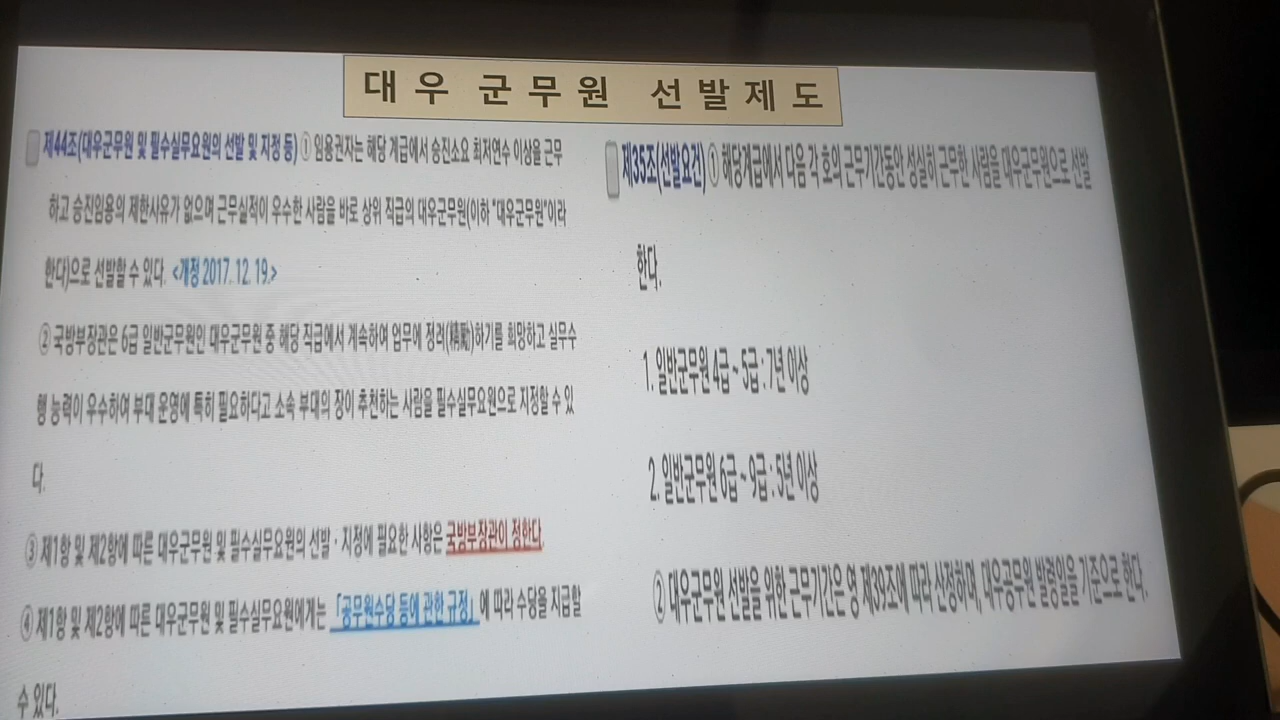 대우 군무원 선발제도
제44조(대우군무원 및 필수실무요원의 선발 및 지정 등) ① 임용권자는 해당 계급에서 승진소요 최저연수 이상을 근무
하고 승진임용의 제한사유가 없으며 근무실적이 우수한 사람을 바로 상위 직급의 대우군무원(이하 "대우군무원"이라
한다)으로 선발할 수 있다. <개정 2017. 12. 19.>
② 국방부장관은 6급 일반군무원인 대우군무원 중 해당 직급에서 계속하여 업무에 정려(精勵)하기를 희망하고 실무수
행 능력이 우수하여 부대 운영에 특히 필요하다고 소속 부대의 장이 추천하는 사람을 필수실무요원으로 지정할 수 있
다.
③ 제1항 및 제2항에 따른 대우군무원 및 필수실무요원의 선발ㆍ지정에 필요한 사항은 국방부장관이 정한다.
④ 제1항 및 제2항에 따른 대우군무원 및 필수실무요원에게는 「공무원수당 등에 관한 규정」에 따라 수당을 지급할
수 있다.
제35조(선발요건) ① 해당계급에서 다음 각 호의 근무기간동안 성실히 근무한 사람을 대우군무원으로 선발
한다.
1. 일반군무원 4급 ~ 5급 : 7년 이상
2. 일반군무원 6급 ~ 9급 : 5년 이상
② 대우군무원 선발을 위한 근무기간은 영 제39조에 따라 산정하며, 대우공무원 발령일을 기준으로 한다.